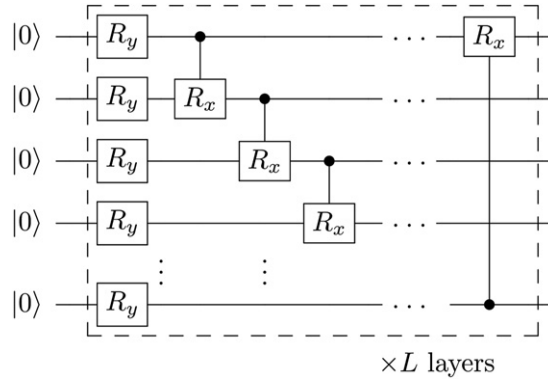 |0⟩ R_y ⋯ R_x
|0⟩ R_y R_x ⋯
|0⟩ R_y R_x ⋯
|0⟩ R_y R_x ⋯
⋮ ⋮
|0⟩ R_y ⋯
×L layers